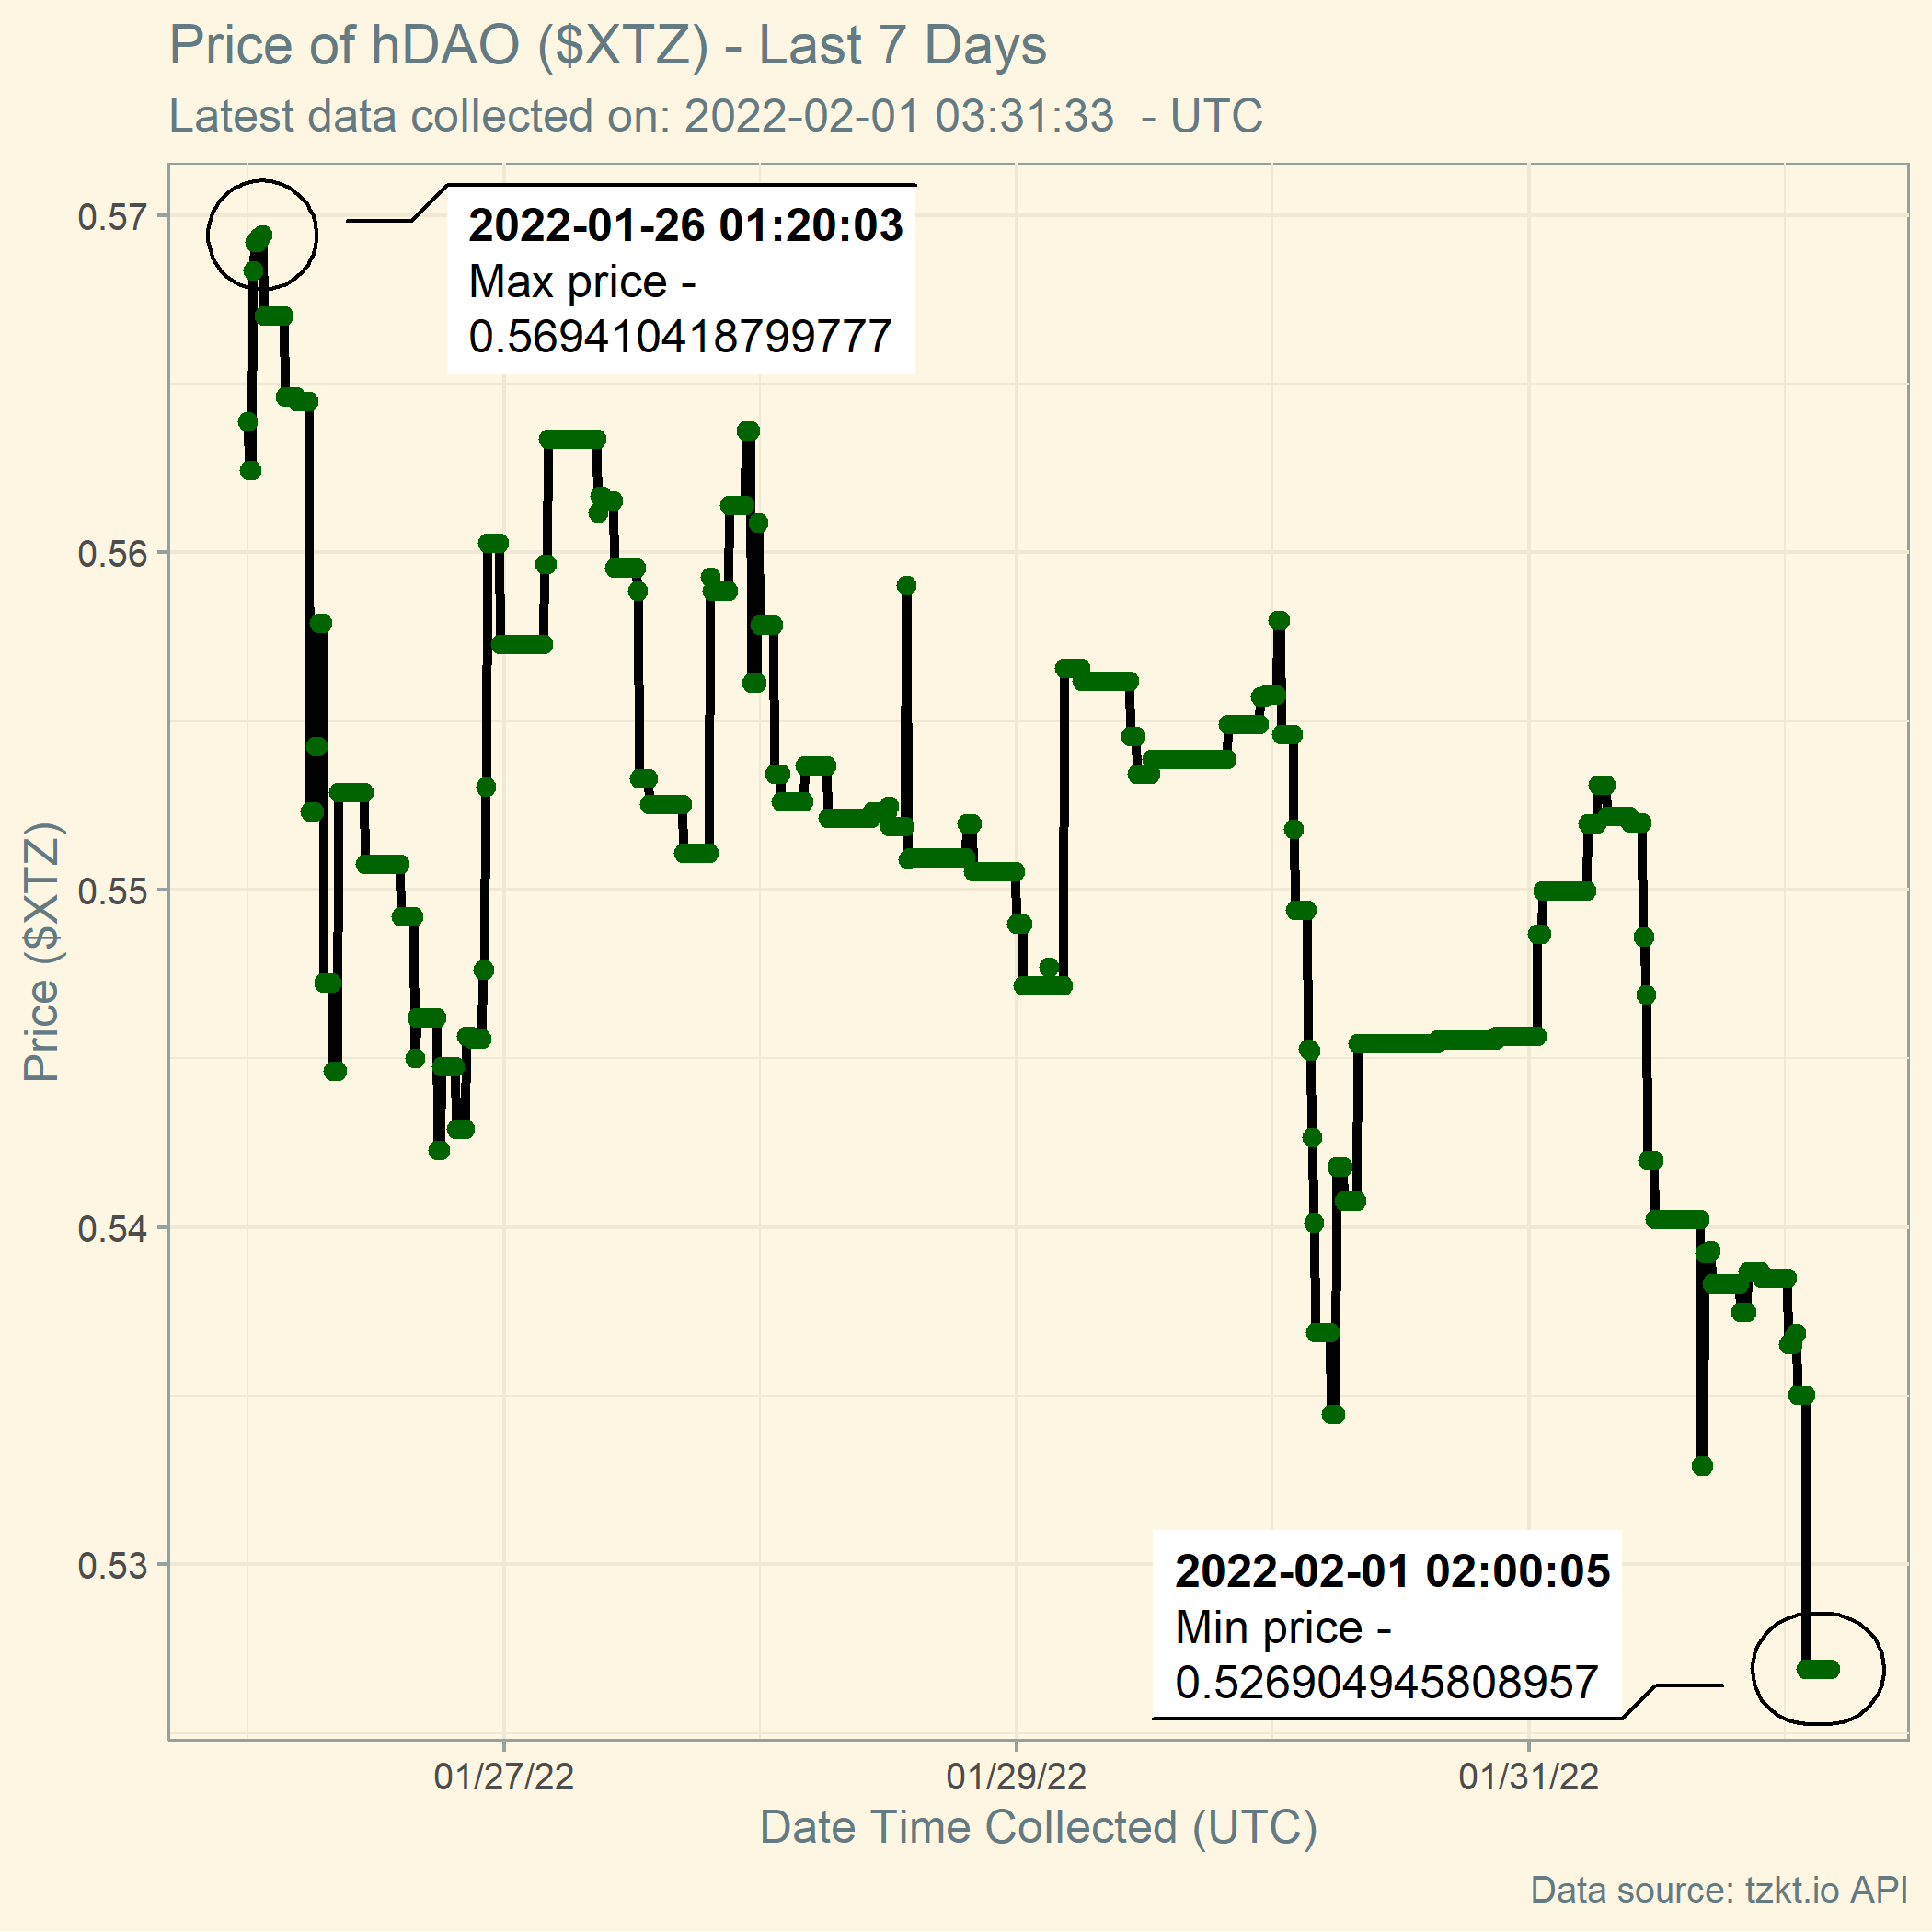 Price of hDAO ($XTZ) - Last 7 Days
Latest data collected on: 2022-02-01 03:31:33  - UTC
0.57
0.56
0.55
0.54
0.53
Price ($XTZ)
2022-01-26 01:20:03
Max price -
0.569410418799777
2022-02-01 02:00:05
Min price -
0.526904945808957
01/27/22
01/29/22
01/31/22
Date Time Collected (UTC)
Data source: tzkt.io API